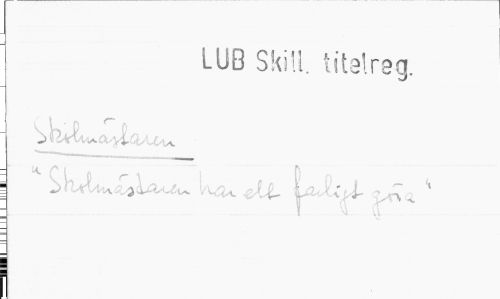 LUB Skill. titelreg.
Skolmästaren
"Skolmästaren har ett farligt göra"